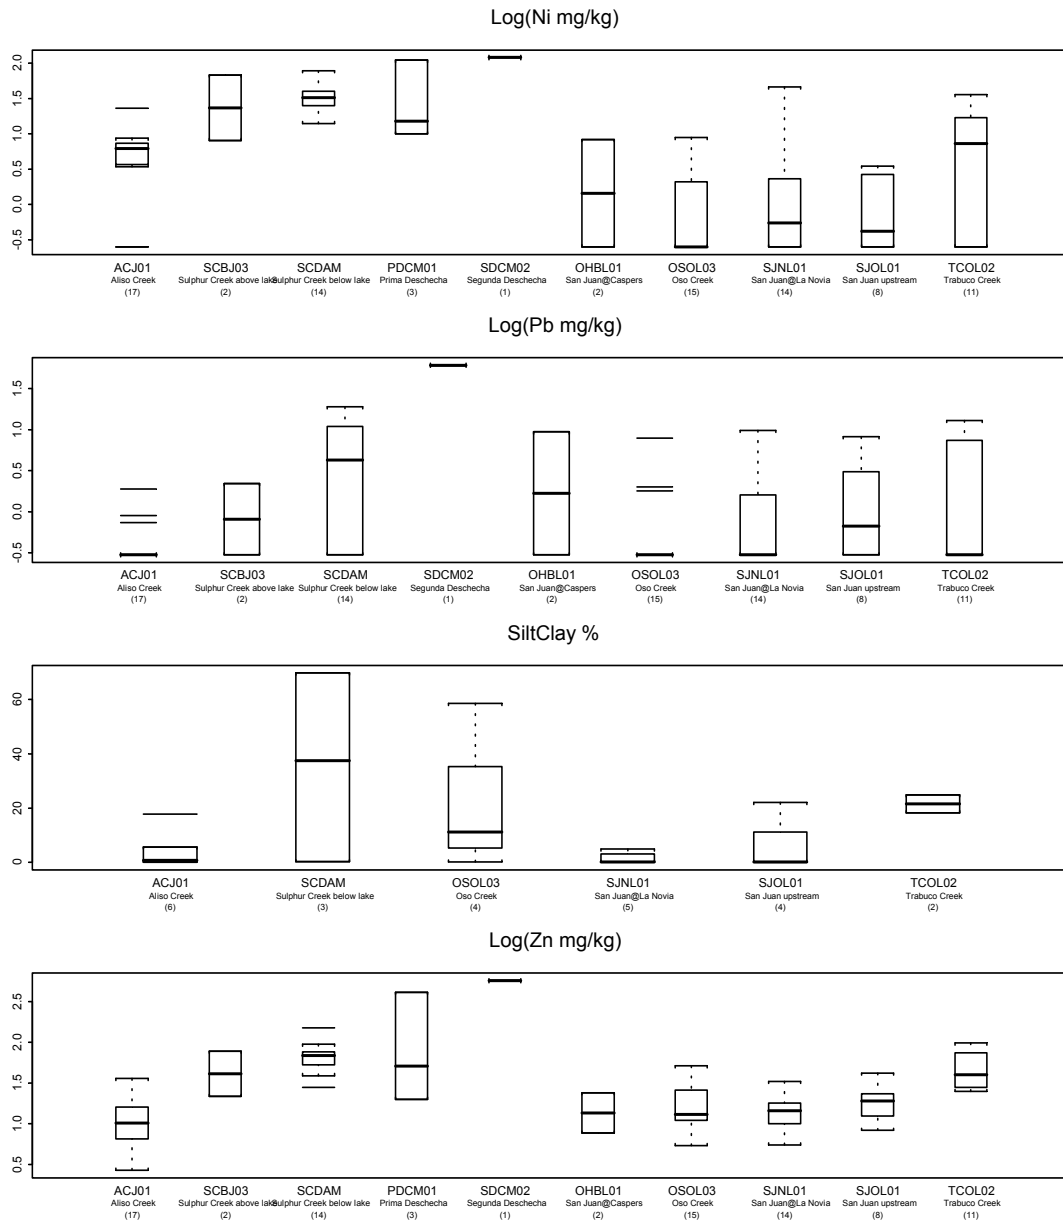 Log(Ni mg/kg)
2.0
1.5
1.0
0.5
0.0
-0.5
ACJ01 SCBJ03 SCDAM PDCM01 SDCM02 OHBL01 OSOL03 SJNL01 SJOL01 TCOL02
Aliso Creek Sulphur Creek above lake Sulphur Creek below lake Prima Deschecha Segunda Deschecha San Juan@Caspers Oso Creek San Juan@La Novia San Juan upstream Trabuco Creek
(17) (2) (14) (3) (1) (2) (15) (14) (8) (11)
Log(Pb mg/kg)
1.5
1.0
0.5
0.0
-0.5
ACJ01 SCBJ03 SCDAM SDCM02 OHBL01 OSOL03 SJNL01 SJOL01 TCOL02
Aliso Creek Sulphur Creek above lake Sulphur Creek below lake Segunda Deschecha San Juan@Caspers Oso Creek San Juan@La Novia San Juan upstream Trabuco Creek
(17) (2) (14) (1) (2) (15) (14) (8) (11)
SiltClay %
60
40
20
0
ACJ01 SCDAM OSOL03 SJNL01 SJOL01 TCOL02
Aliso Creek Sulphur Creek below lake Oso Creek San Juan@La Novia San Juan upstream Trabuco Creek
(6) (3) (4) (5) (4) (2)
Log(Zn mg/kg)
2.5
2.0
1.5
1.0
0.5
ACJ01 SCBJ03 SCDAM PDCM01 SDCM02 OHBL01 OSOL03 SJNL01 SJOL01 TCOL02
Aliso Creek Sulphur Creek above lake Sulphur Creek below lake Prima Deschecha Segunda Deschecha San Juan@Caspers Oso Creek San Juan@La Novia San Juan upstream Trabuco Creek
(17) (2) (14) (3) (1) (2) (15) (14) (8) (11)